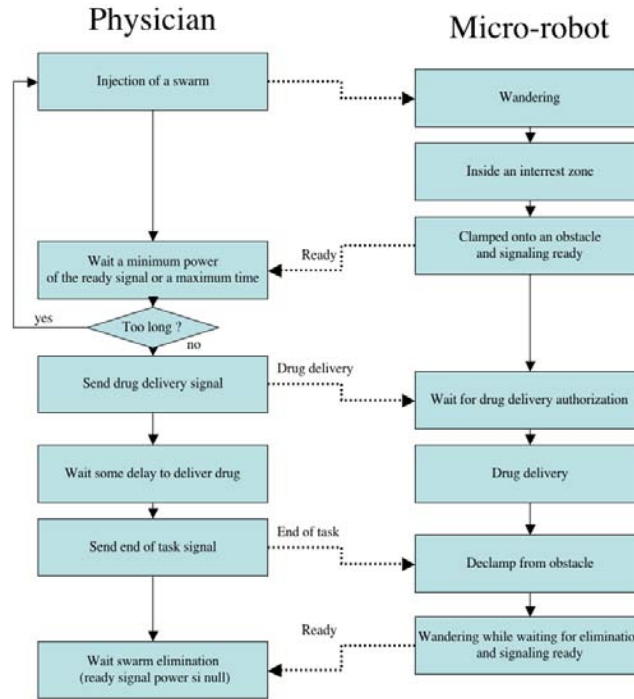 Physician
Micro-robot
Injection of a swarm
Wandering
Inside an interrest zone
Wait a minimum power
of the ready signal or a maximum time
Ready
Clamped onto an obstacle
and signaling ready
yes
Too long ?
no
Send drug delivery signal
Drug delivery
Wait for drug delivery authorization
Wait some delay to deliver drug
Drug delivery
Send end of task signal
End of task
Declamp from obstacle
Wait swarm elimination
(ready signal power si null)
Ready
Wandering while waiting for elimination
and signaling ready